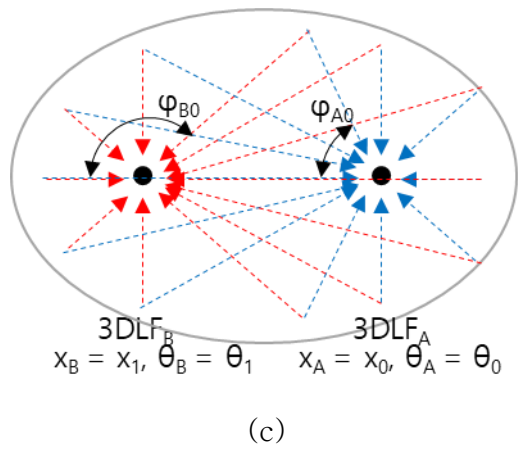 φB0 φA0
3DLFB 3DLFA
xB = x1, θB = θ1 xA = x0, θA = θ0
(c)